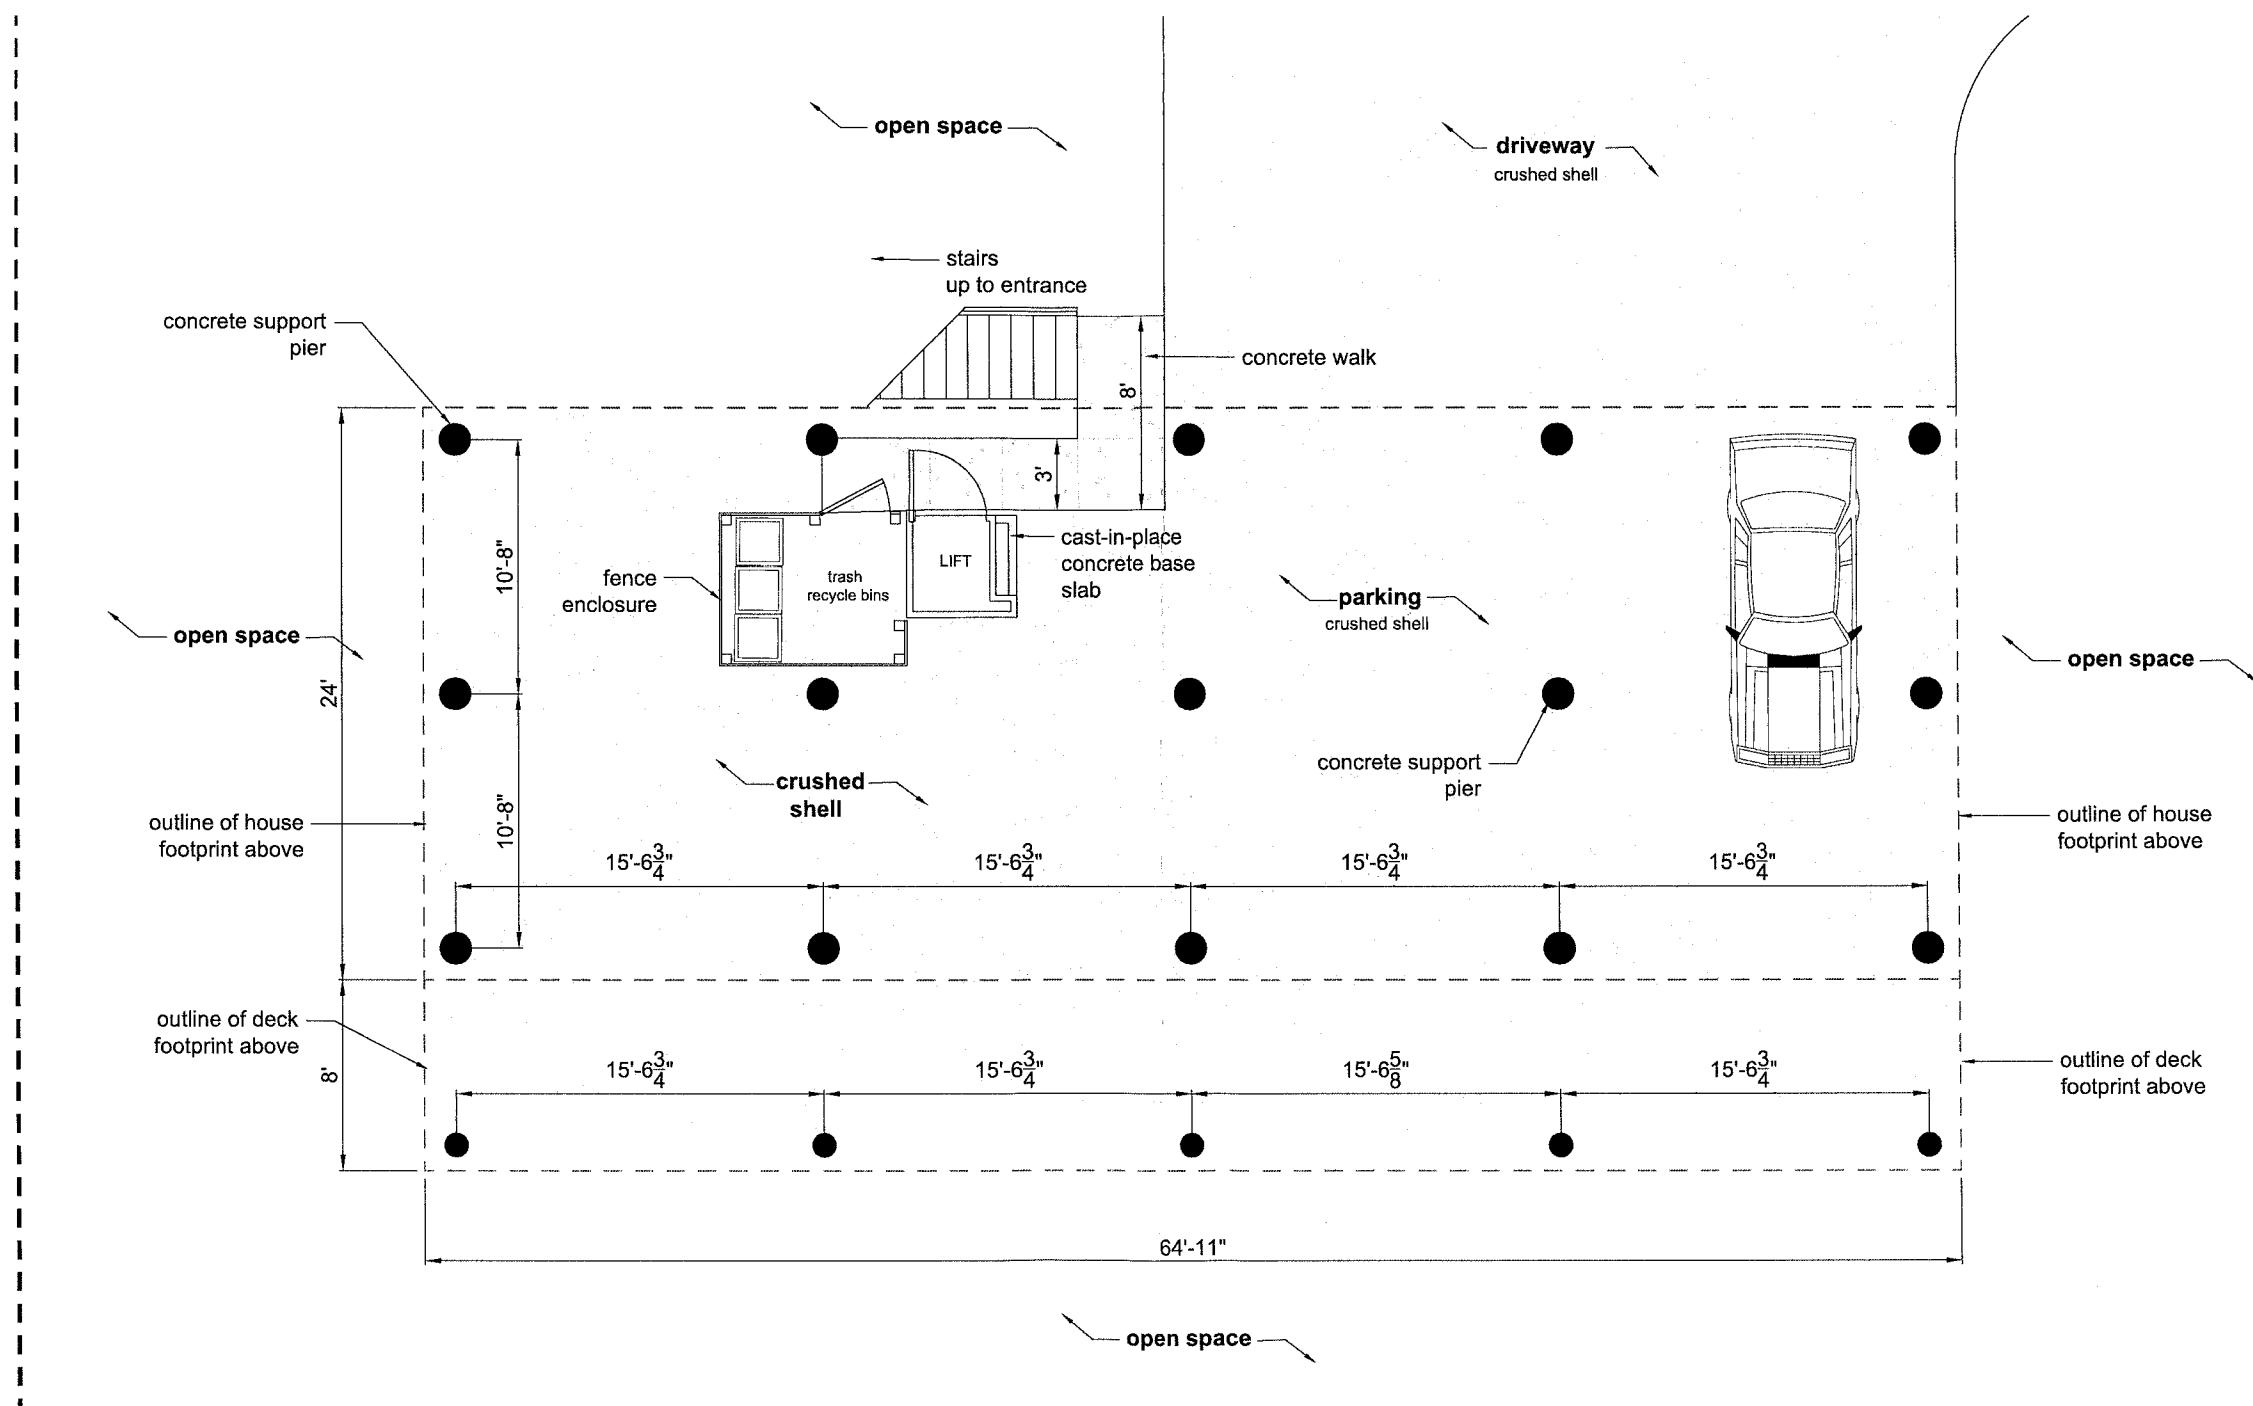 open space
driveway
crushed shell
stairs
up to entrance
concrete support
pier
concrete walk
8'
3'
10'-8"
LIFT
cast-in-place
concrete base
slab
fence
enclosure
trash
recycle bins
parking
crushed shell
open space
open space
24'
concrete support
pier
crushed
shell
10'-8"
outline of house
footprint above
outline of house
footprint above
15'-6 3/4"
15'-6 3/4"
15'-6 3/4"
15'-6 3/4"
outline of deck
footprint above
8'
15'-6 3/4"
15'-6 3/4"
15'-6 5/8"
15'-6 3/4"
outline of deck
footprint above
64'-11"
open space